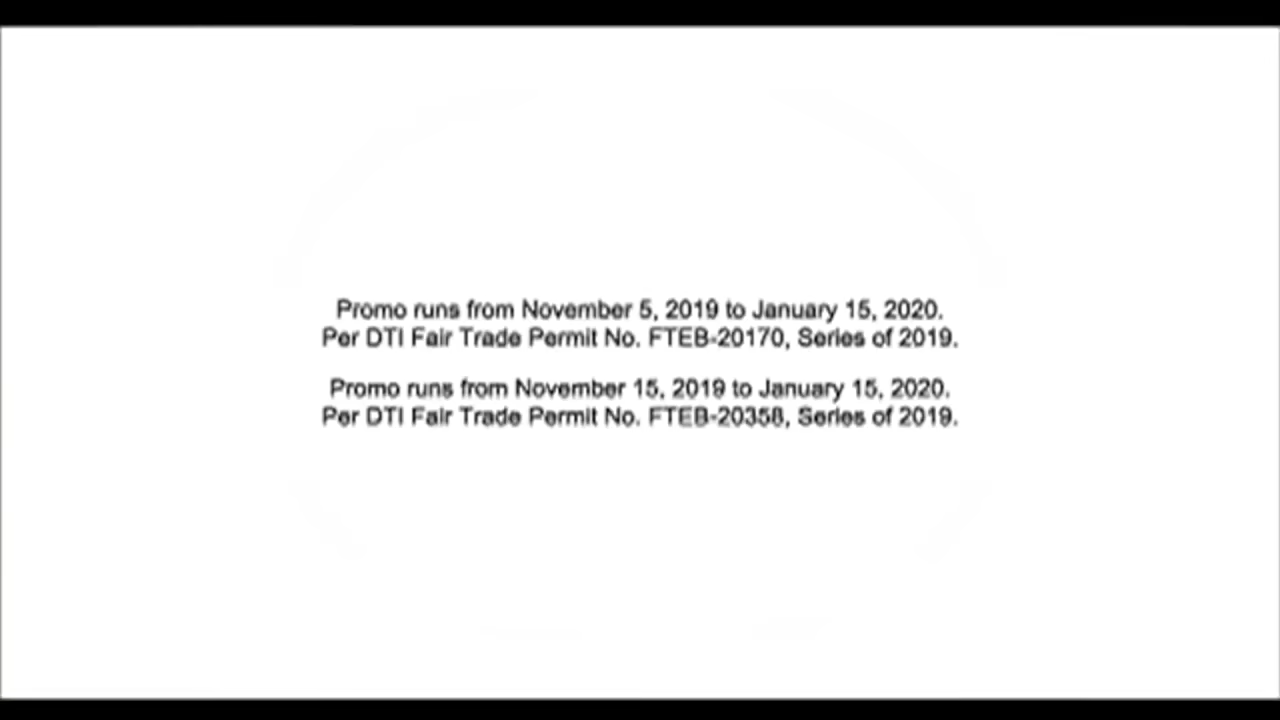 Promo runs from November 5, 2019 to January 15, 2020.
Per DTI Fair Trade Permit No. FTEB-20170, Series of 2019.
Promo runs from November 15, 2019 to January 15, 2020.
Per DTI Fair Trade Permit No. FTEB-20358, Series of 2019.